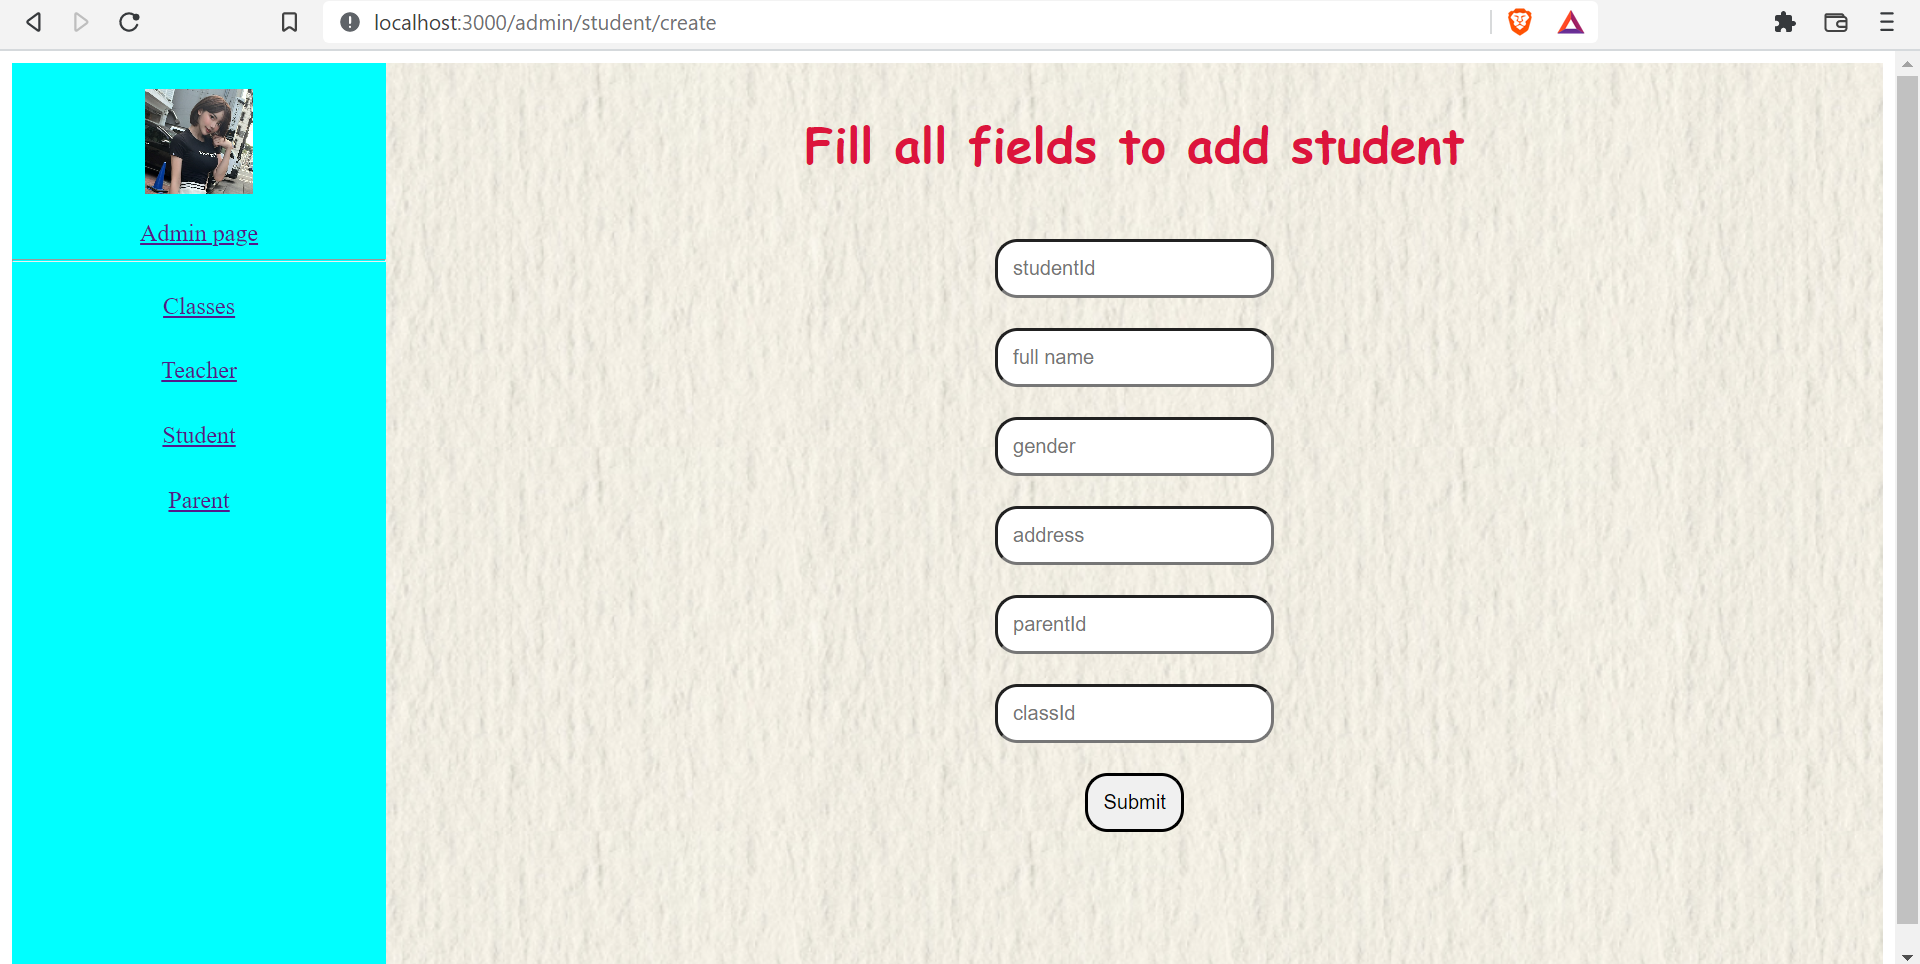 localhost:3000/admin/student/create
Admin page
Classes
Teacher
Student
Parent
Fill all fields to add student
studentId
full name
gender
address
parentId
classId
Submit